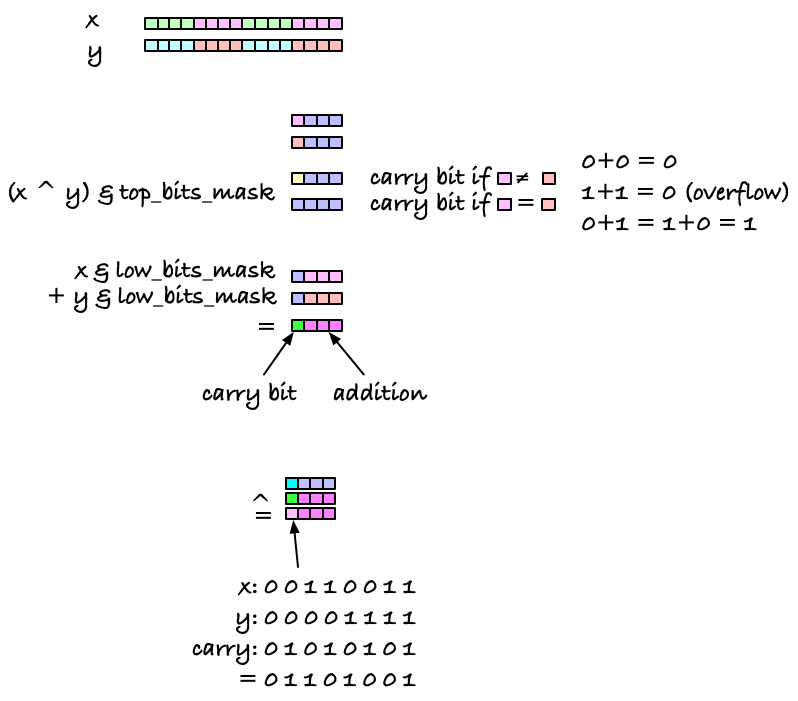 x
y
(x ^ y) & top_bits_mask
carry bit if ≠
carry bit if =
0+0 = 0
1+1 = 0 (overflow)
0+1 = 1+0 = 1
x & low_bits_mask
+ y & low_bits_mask
=
carry bit
addition
^
=
x: 0 0 1 1 0 0 1 1
y: 0 0 0 0 1 1 1 1
carry: 0 1 0 1 0 1 0 1
= 0 1 1 0 1 0 0 1